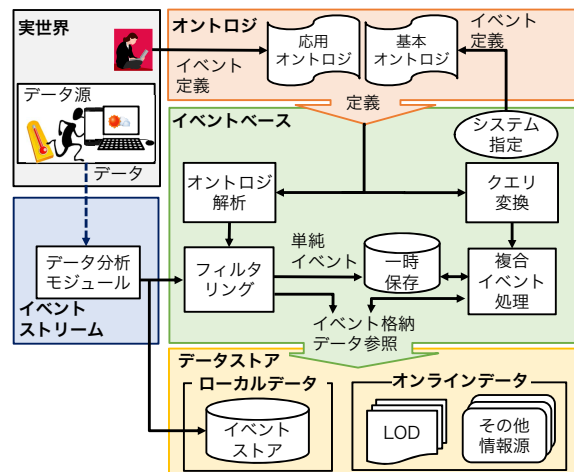 実世界
データ源
データ
オントロジ
イベント
定義
応用
オントロジ
基本
オントロジ
イベント
定義
定義
システム
指定
イベントベース
オントロジ
解析
クエリ
変換
フィルタ
リング
単純
イベント
一時
保存
複合
イベント
処理
イベント格納
データ参照
データ分析
モジュール
イベント
ストリーム
データストア
ローカルデータ
イベント
ストア
オンラインデータ
LOD
その他
情報源